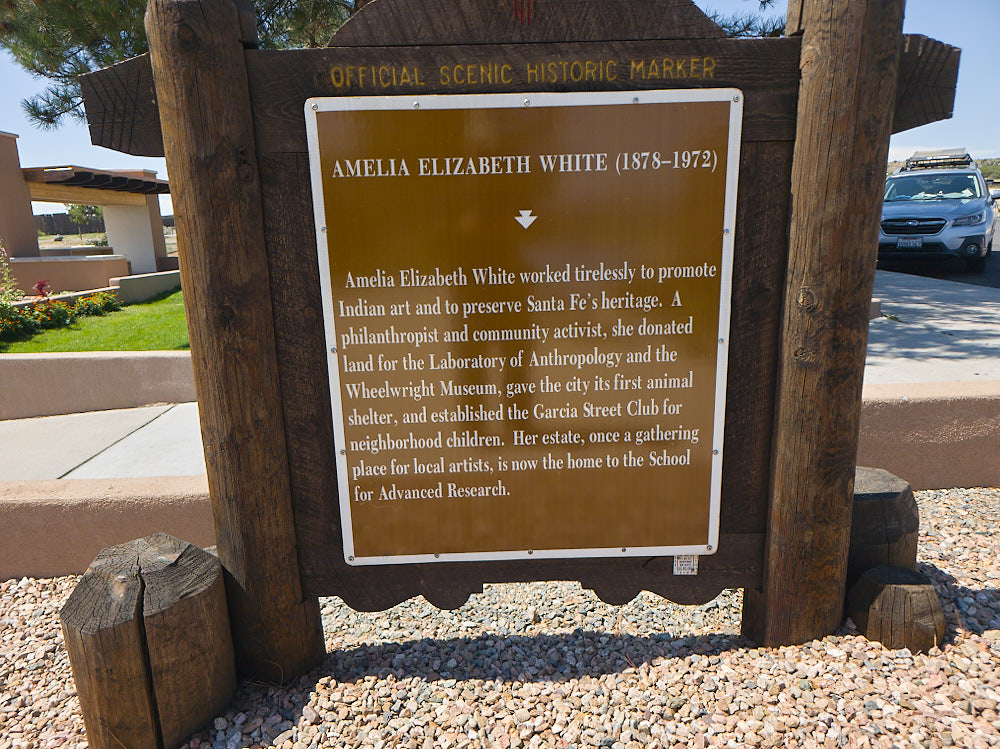 OFFICIAL SCENIC HISTORIC MARKER
AMELIA ELIZABETH WHITE (1878–1972)
Amelia Elizabeth White worked tirelessly to promote
Indian art and to preserve Santa Fe's heritage. A
philanthropist and community activist, she donated
land for the Laboratory of Anthropology and the
Wheelwright Museum, gave the city its first animal
shelter, and established the Garcia Street Club for
neighborhood children. Her estate, once a gathering
place for local artists, is now the home to the School
for Advanced Research.